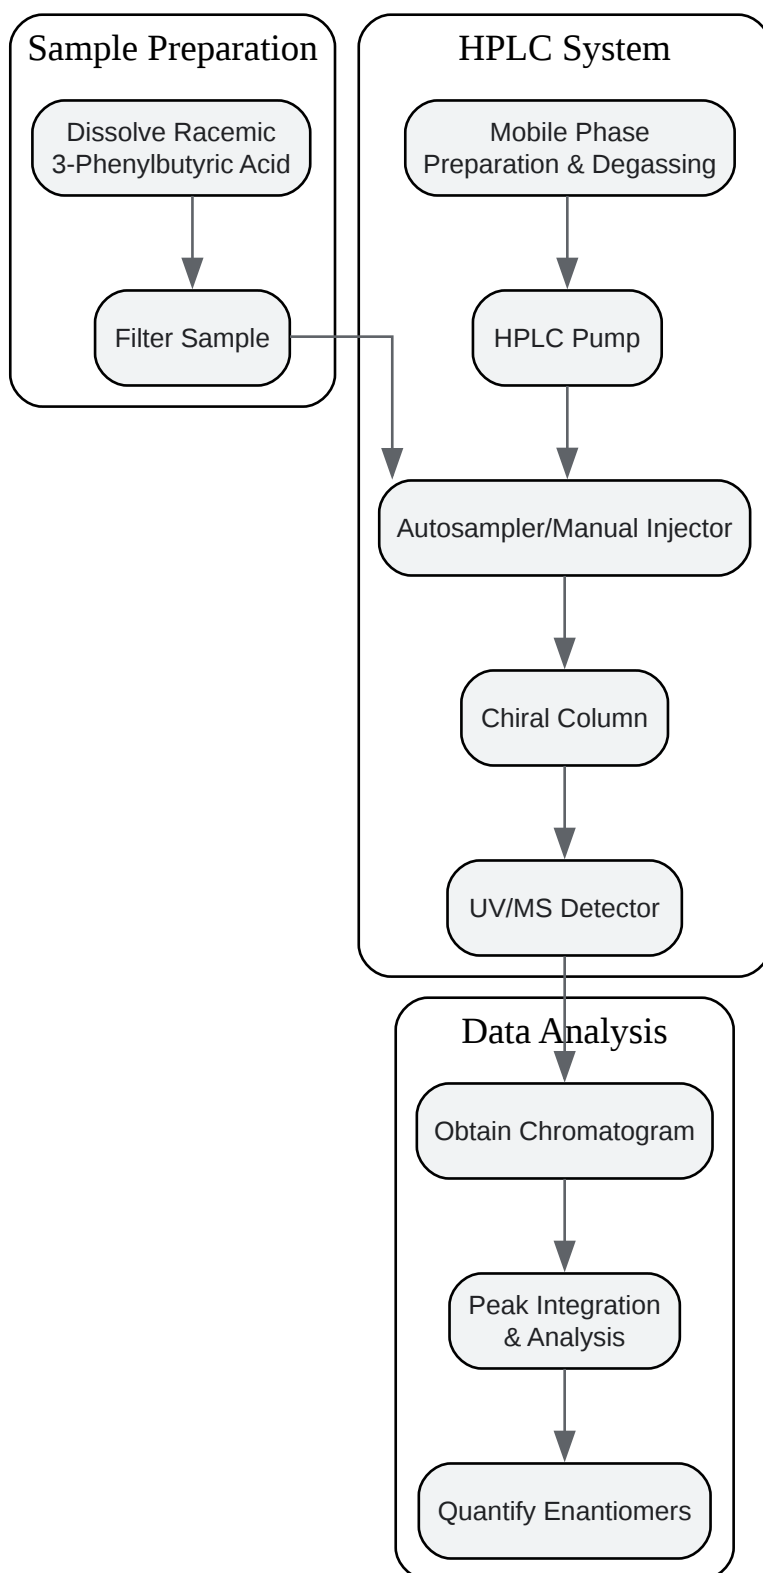 Sample Preparation
Dissolve Racemic
3-Phenylbutyric Acid
Filter Sample
HPLC System
Mobile Phase
Preparation & Degassing
HPLC Pump
Autosampler/Manual Injector
Chiral Column
UV/MS Detector
Data Analysis
Obtain Chromatogram
Peak Integration
& Analysis
Quantify Enantiomers